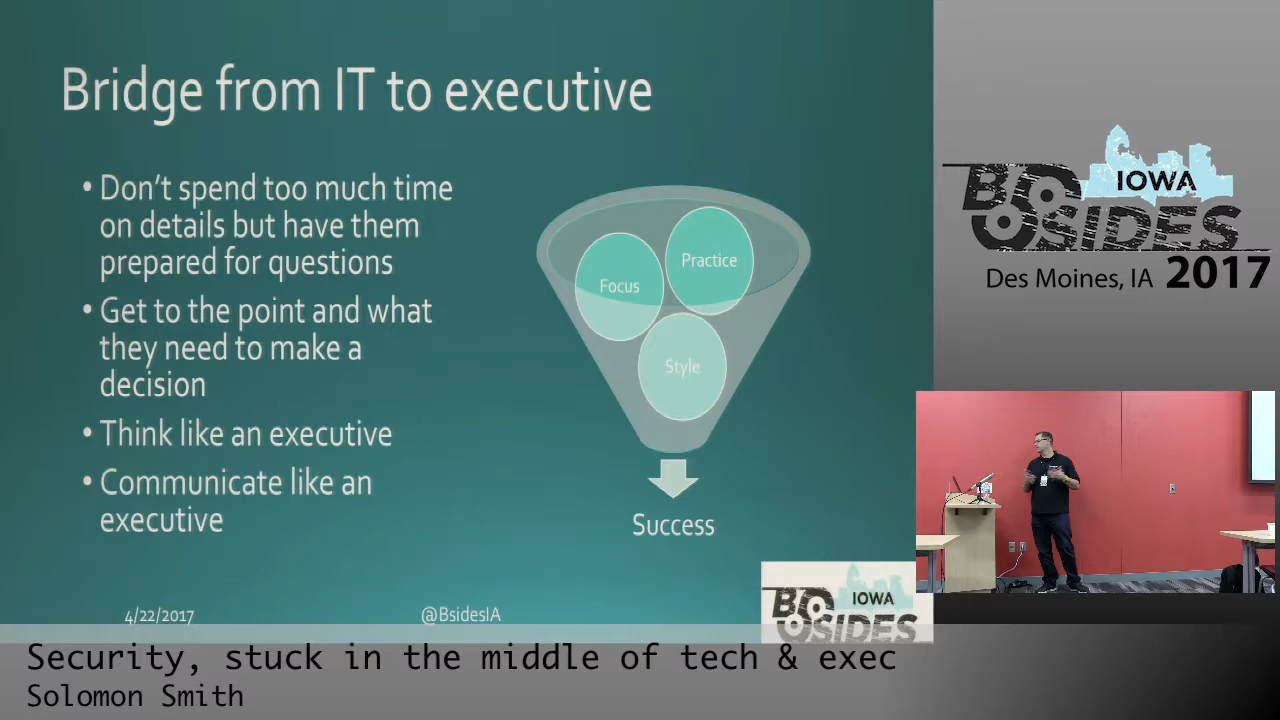 Bridge from IT to executive
• Don't spend too much time
on details but have them
prepared for questions
• Get to the point and what
they need to make a
decision
• Think like an executive
• Communicate like an
executive
Focus
Practice
Style
Success
4/22/2017
@BsidesIA
IOWA
BSIDES
IOWA
BSIDES
Des Moines, IA 2017
Security, stuck in the middle of tech & exec
Solomon Smith